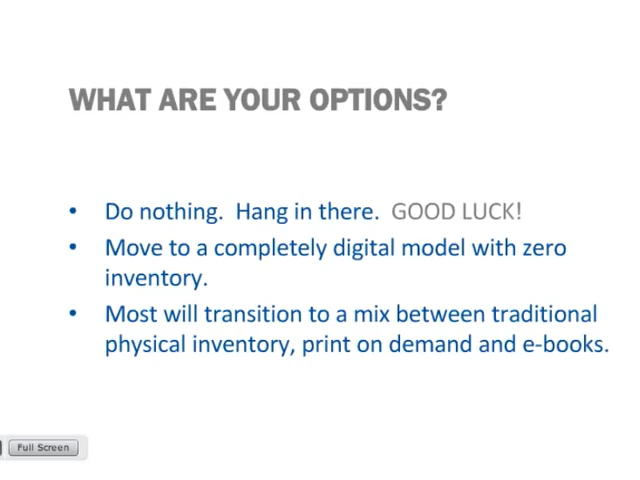 WHAT ARE YOUR OPTIONS?
• Do nothing.  Hang in there.  GOOD LUCK!
• Move to a completely digital model with zero
inventory.
• Most will transition to a mix between traditional
physical inventory, print on demand and e-books.
Full Screen